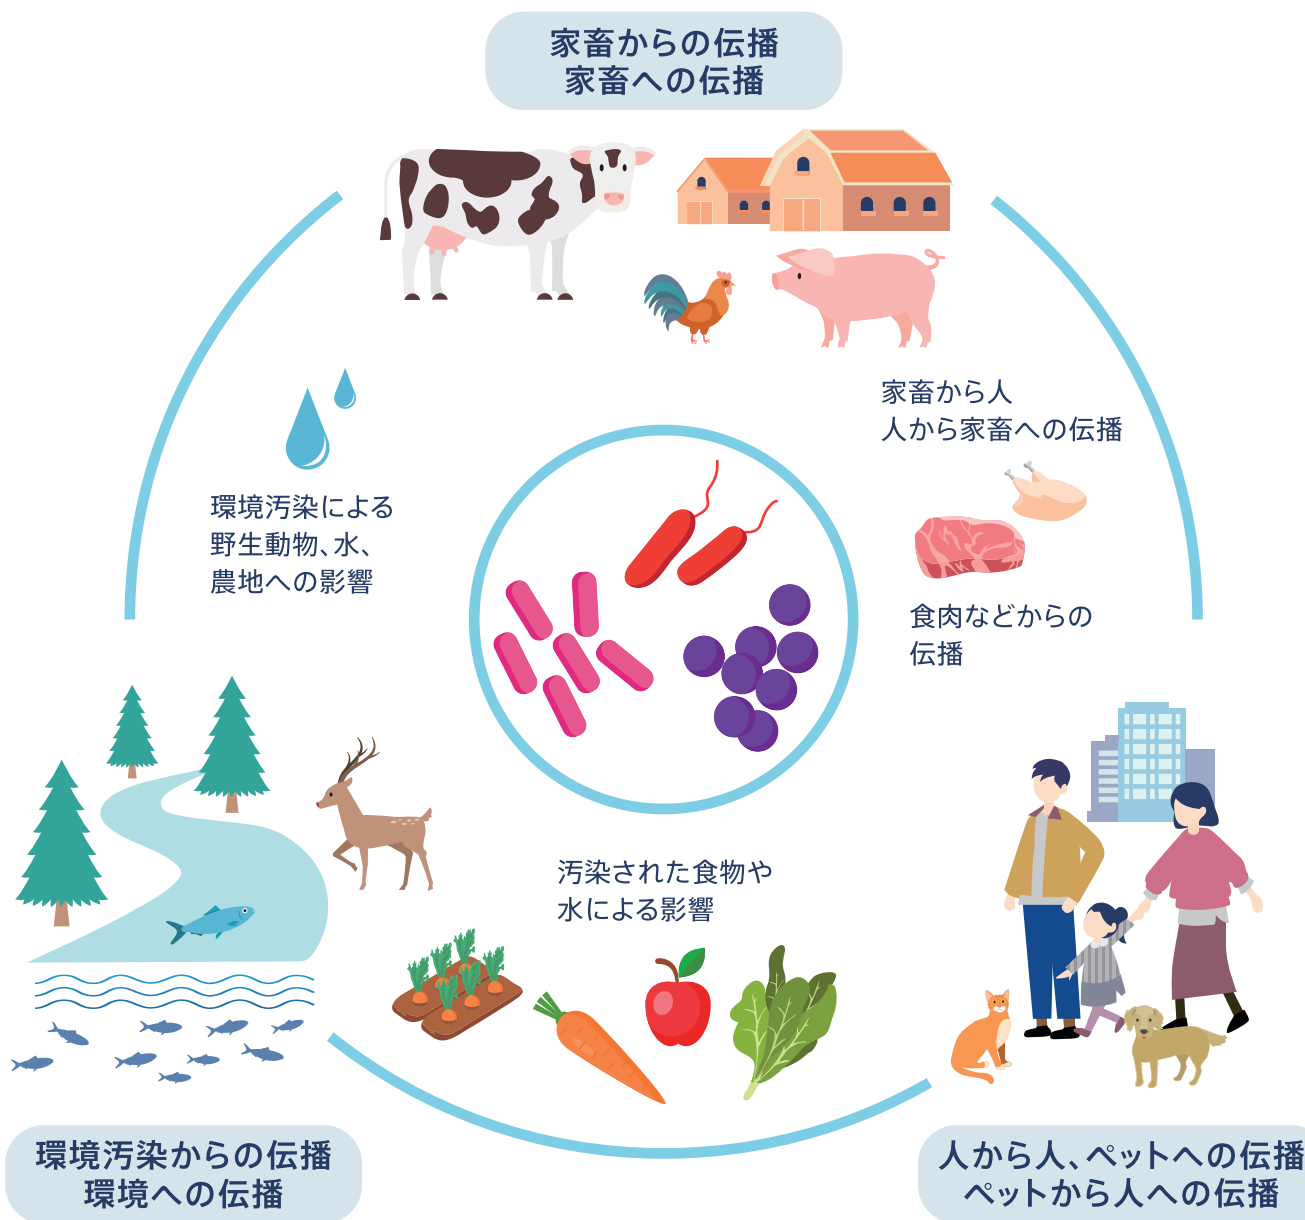 家畜からの伝播
家畜への伝播
家畜から人
人から家畜への伝播
環境汚染による
野生動物、水、
農地への影響
食肉などからの
伝播
汚染された食物や
水による影響
環境汚染からの伝播
環境への伝播
人から人、ペットへの伝播
ペットから人への伝播